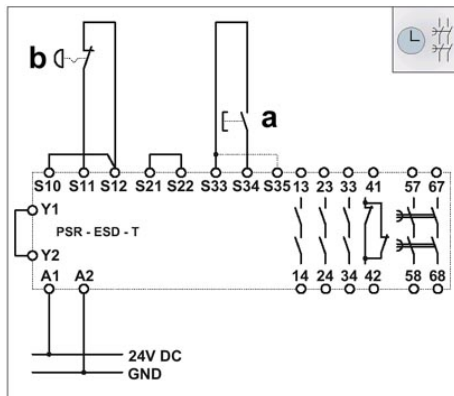 b
a
S10 S11 S12 S21 S22 S33 S34 S35 13 23 33 41 57 67
Y1
PSR - ESD - T
Y2
A1 A2 14 24 34 42 58 68
24V DC
GND